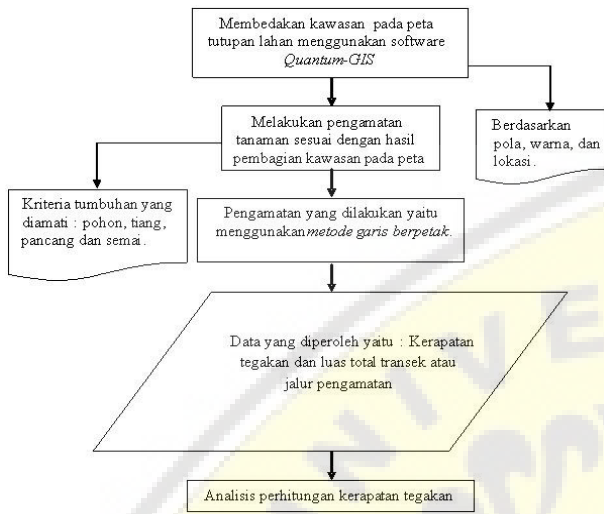 Membedakan kawasan pada peta
tutupan lahan menggunakan software
Quantum-GIS
Melakukan pengamatan
tanaman sesuai dengan hasil
pembagian kawasan pada peta
Berdasarkan
pola, warna, dan
lokasi.
Kriteria tumbuhan yang
diamati : pohon, tiang,
pancang dan semai.
Pengamatan yang dilakukan yaitu
menggunakan metode garis berpetak.
Data yang diperoleh yaitu : Kerapatan
tegakan dan luas total transek atau
jalur pengamatan
Analisis perhitungan kerapatan tegakan